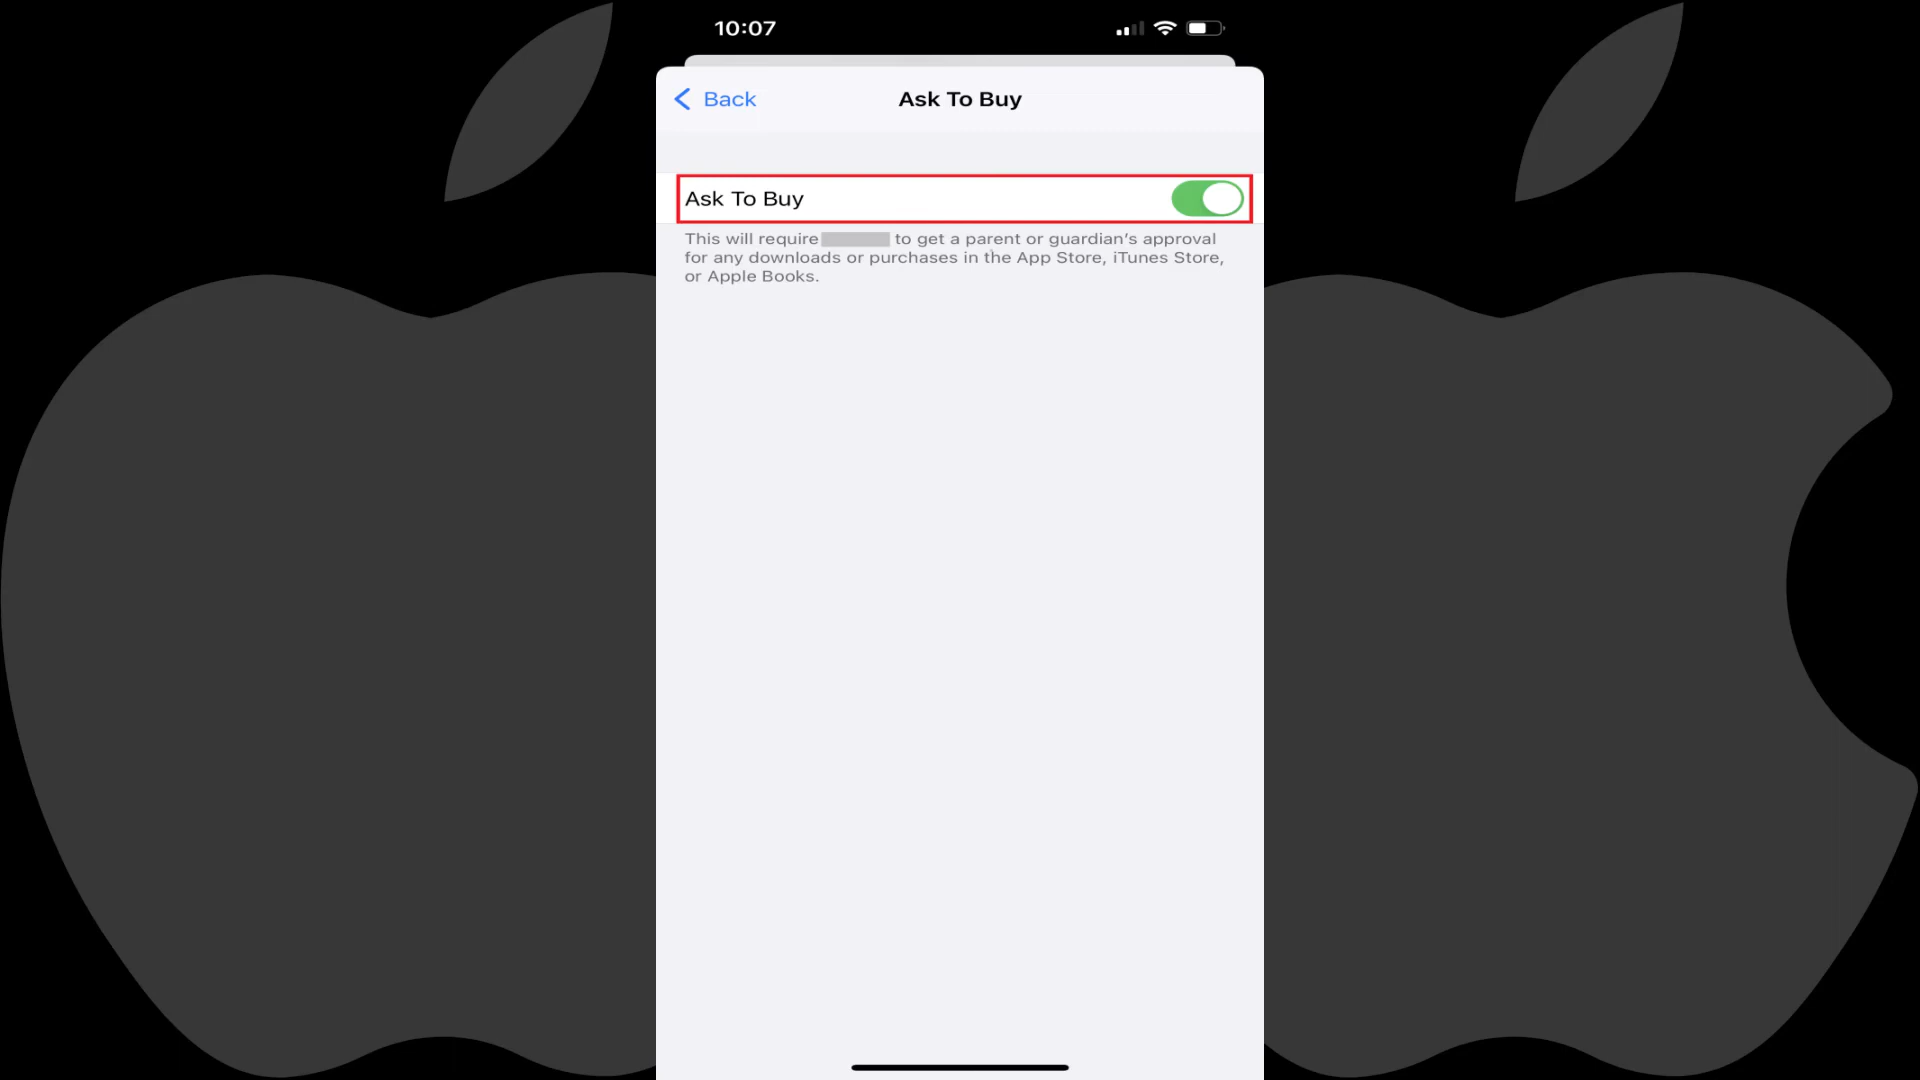 10:07
Back
Ask To Buy
Ask To Buy
This will require to get a parent or guardian’s approval
for any downloads or purchases in the App Store, iTunes Store,
or Apple Books.